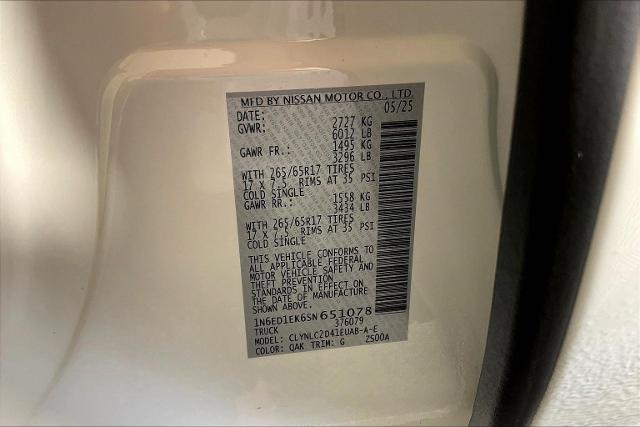 MFD BY NISSAN MOTOR CO., LTD.
DATE: 05/25
GVWR: 2727 KG
6012 LB
GAWR FR.: 1495 KG
3296 LB
WITH 265/65R17 TIRES
17 X 7.5 RIMS AT 35 PSI
COLD SINGLE
GAWR RR.: 1558 KG
3434 LB
WITH 265/65R17 TIRES
17 X 7.5 RIMS AT 35 PSI
COLD SINGLE
THIS VEHICLE CONFORMS TO
ALL APPLICABLE FEDERAL
MOTOR VEHICLE SAFETY AND
THEFT PREVENTION
STANDARDS IN EFFECT ON
THE DATE OF MANUFACTURE
SHOWN ABOVE.
1N6ED1EK6SN651078
TRUCK 376079
MODEL: CLYNLC2D41EUAB-A-E
COLOR: QAK TRIM: G 2S00A